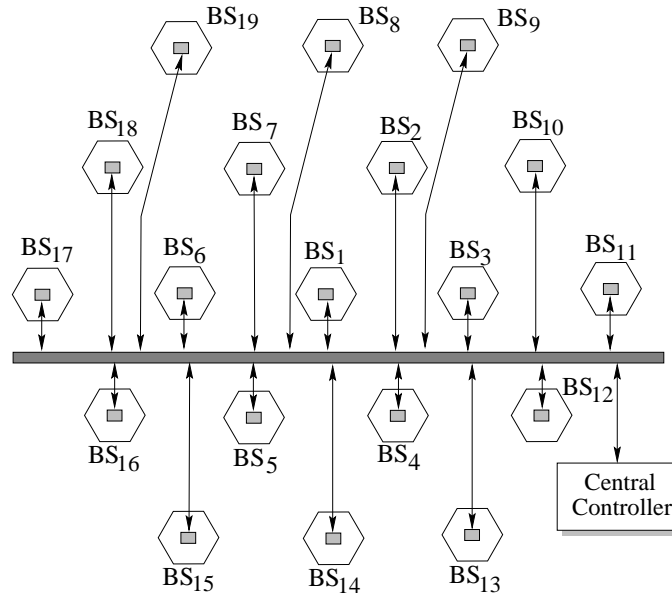 BS19
BS8
BS9
BS18
BS7
BS2
BS10
BS17
BS6
BS1
BS3
BS11
BS16
BS5
BS4
BS12
BS15
BS14
BS13
Central
Controller